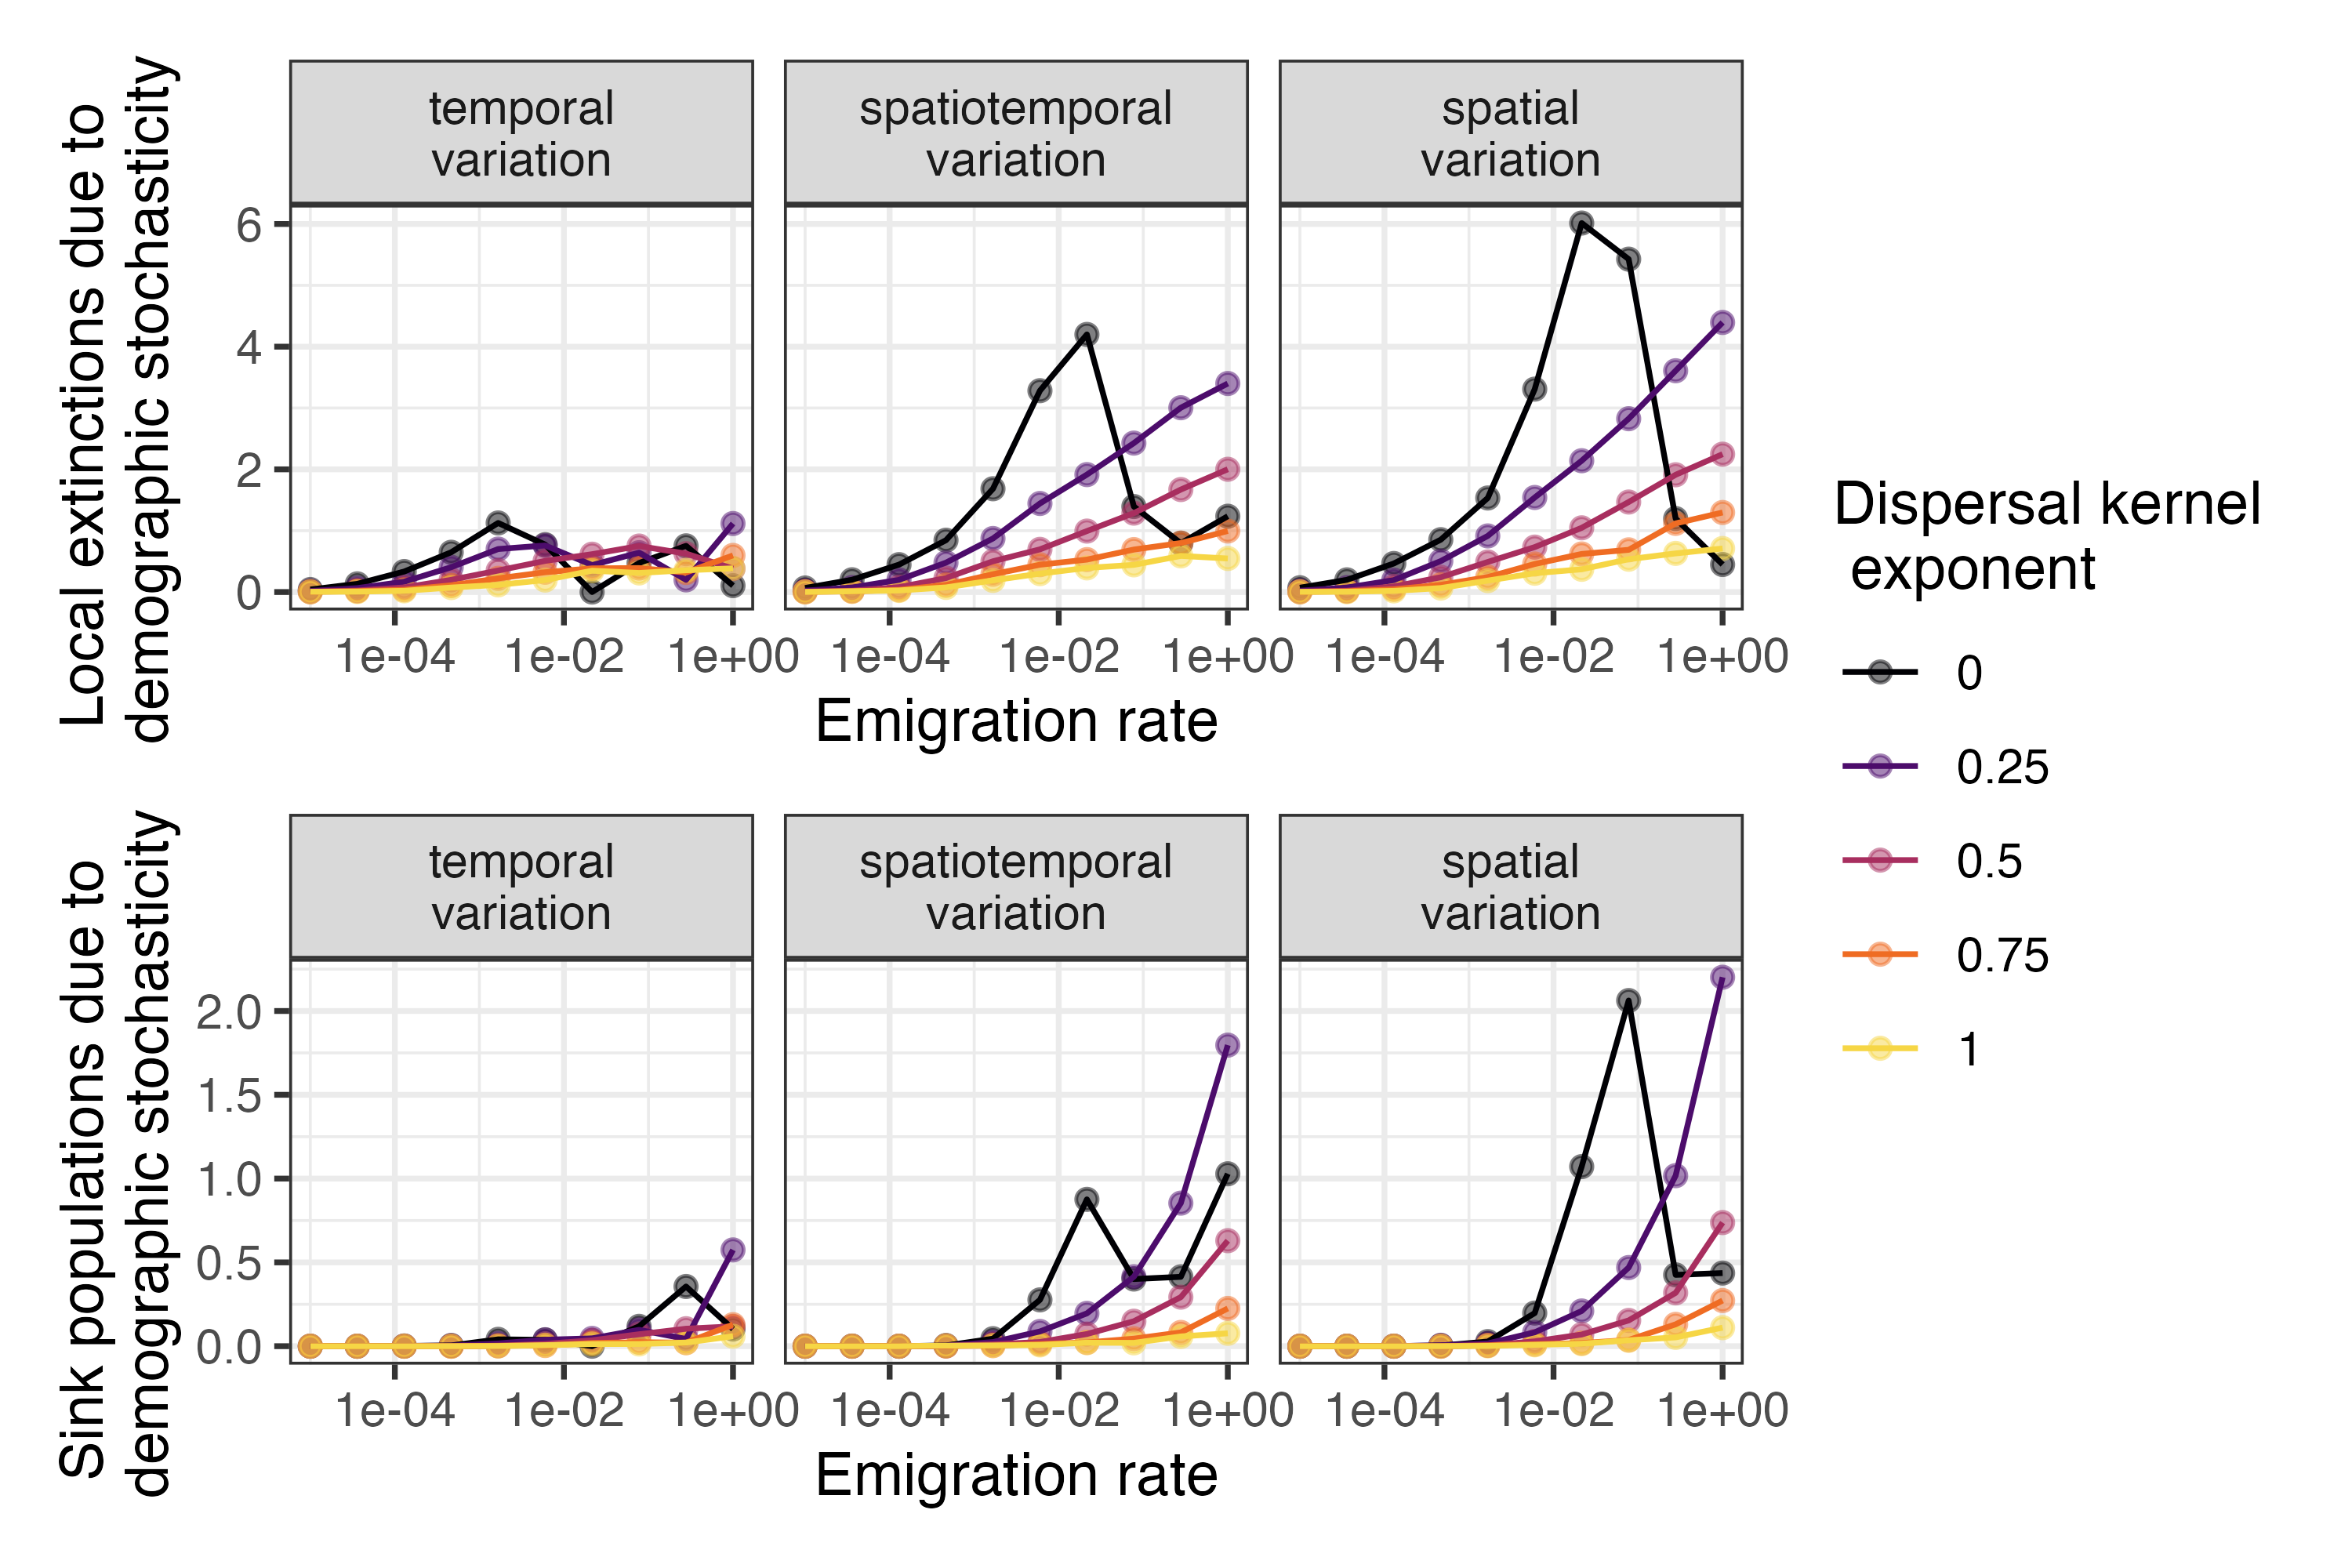 Local extinctions due to
demographic stochasticity
temporal
variation
spatiotemporal
variation
spatial
variation
6
4
2
0
1e-04 1e-02 1e+00 1e-04 1e-02 1e+00 1e-04 1e-02 1e+00
Emigration rate
Sink populations due to
demographic stochasticity
temporal
variation
spatiotemporal
variation
spatial
variation
2.0
1.5
1.0
0.5
0.0
1e-04 1e-02 1e+00 1e-04 1e-02 1e+00 1e-04 1e-02 1e+00
Emigration rate
Dispersal kernel
exponent
0
0.25
0.5
0.75
1